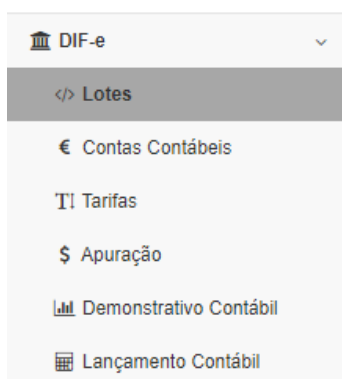 DIF-e
Lotes
Contas Contábeis
Tarifas
Apuração
Demonstrativo Contábil
Lançamento Contábil